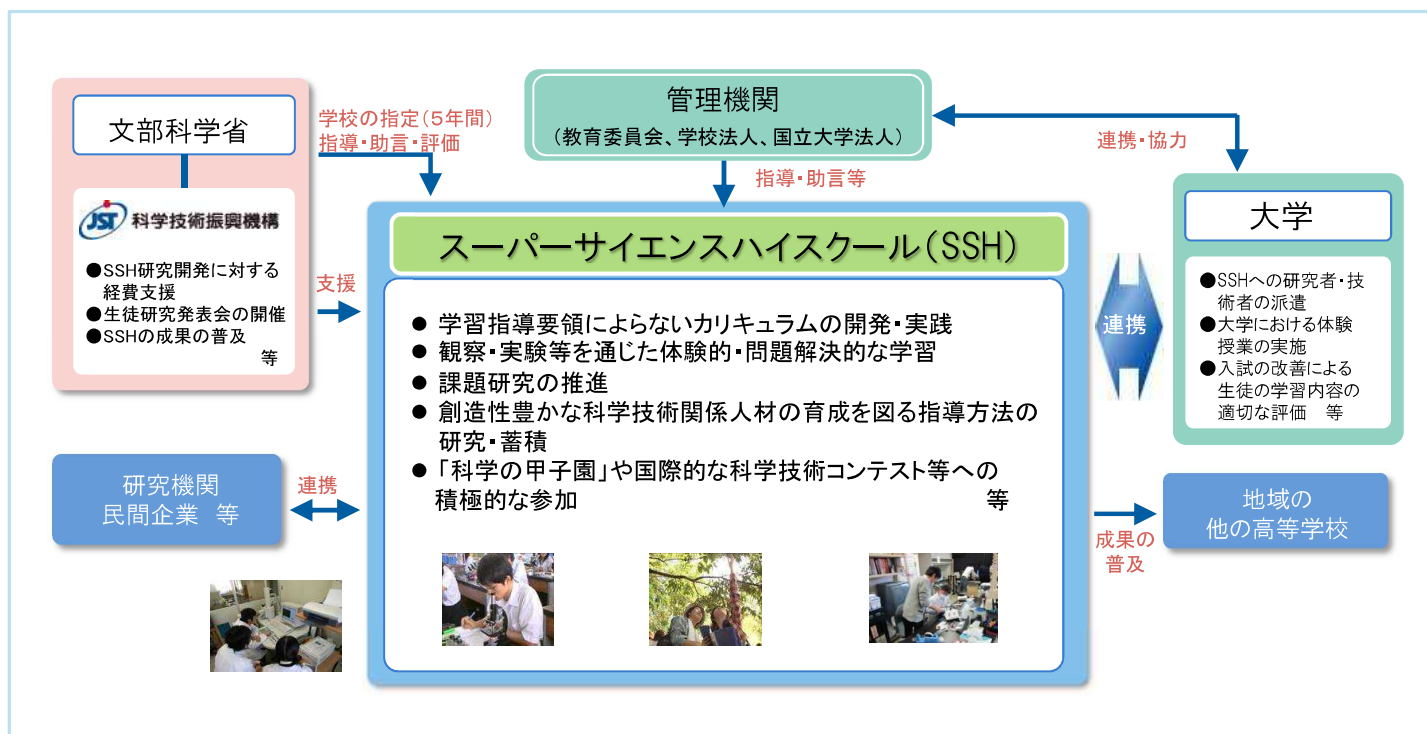 文部科学省
JST 科学技術振興機構
●SSH研究開発に対する
経費支援
●生徒研究発表会の開催
●SSHの成果の普及
等
学校の指定(5年間)
指導・助言・評価
管理機関
(教育委員会、学校法人、国立大学法人)
指導・助言等
連携・協力
支援
スーパーサイエンスハイスクール(SSH)
● 学習指導要領によらないカリキュラムの開発・実践
● 観察・実験等を通じた体験的・問題解決的な学習
● 課題研究の推進
● 創造性豊かな科学技術関係人材の育成を図る指導方法の
研究・蓄積
● 「科学の甲子園」や国際的な科学技術コンテスト等への
積極的な参加 等
連携
大学
●SSHへの研究者・技
術者の派遣
●大学における体験
授業の実施
●入試の改善による
生徒の学習内容の
適切な評価 等
研究機関
民間企業 等
連携
成果の
普及
地域の
他の高等学校